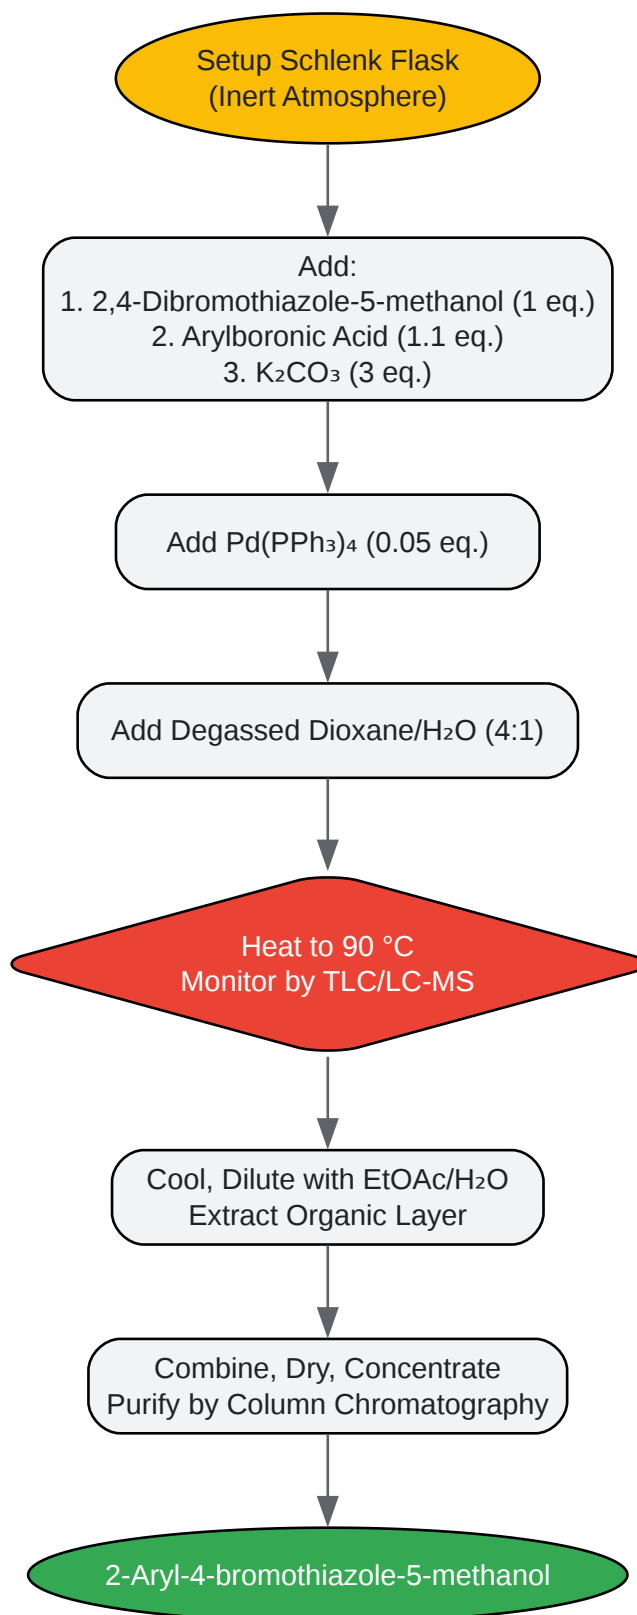 Setup Schlenk Flask
(Inert Atmosphere)
Add:
1. 2,4-Dibromothiazole-5-methanol (1 eq.)
2. Arylboronic Acid (1.1 eq.)
3. K₂CO₃ (3 eq.)
Add Pd(PPh₃)₄ (0.05 eq.)
Add Degassed Dioxane/H₂O (4:1)
Heat to 90 °C
Monitor by TLC/LC-MS
Cool, Dilute with EtOAc/H₂O
Extract Organic Layer
Combine, Dry, Concentrate
Purify by Column Chromatography
2-Aryl-4-bromothiazole-5-methanol